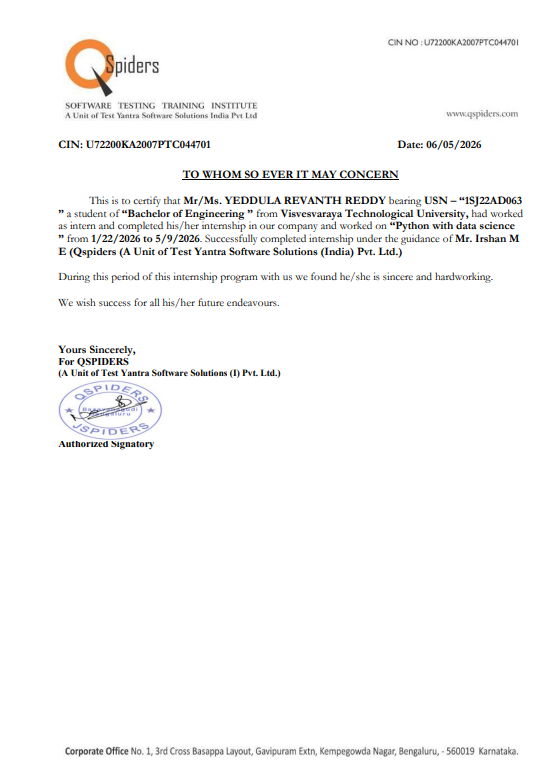 CIN NO : U72200KA2007PTC044701
QSpiders
SOFTWARE TESTING TRAINING INSTITUTE
A Unit of Test Yantra Software Solutions India Pvt Ltd
www.qspiders.com
CIN: U72200KA2007PTC044701 Date: 06/05/2026
TO WHOM SO EVER IT MAY CONCERN
This is to certify that Mr/Ms. YEDDULA REVANTH REDDY bearing USN – “1SJ22AD063
” a student of “Bachelor of Engineering ” from Visvesvaraya Technological University, had worked
as intern and completed his/her internship in our company and worked on “Python with data science
” from 1/22/2026 to 5/9/2026. Successfully completed internship under the guidance of Mr. Irshan M
E (Qspiders (A Unit of Test Yantra Software Solutions (India) Pvt. Ltd.)
During this period of this internship program with us we found he/she is sincere and hardworking.
We wish success for all his/her future endeavours.
Yours Sincerely,
For QSPIDERS
(A Unit of Test Yantra Software Solutions (I) Pvt. Ltd.)
QSPIDERS
Basavanagudi
Bengaluru
JSPIDERS
Authorized Signatory
Corporate Office No. 1, 3rd Cross Basappa Layout, Gavipuram Extn, Kempegowda Nagar, Bengaluru, - 560019 Karnataka.